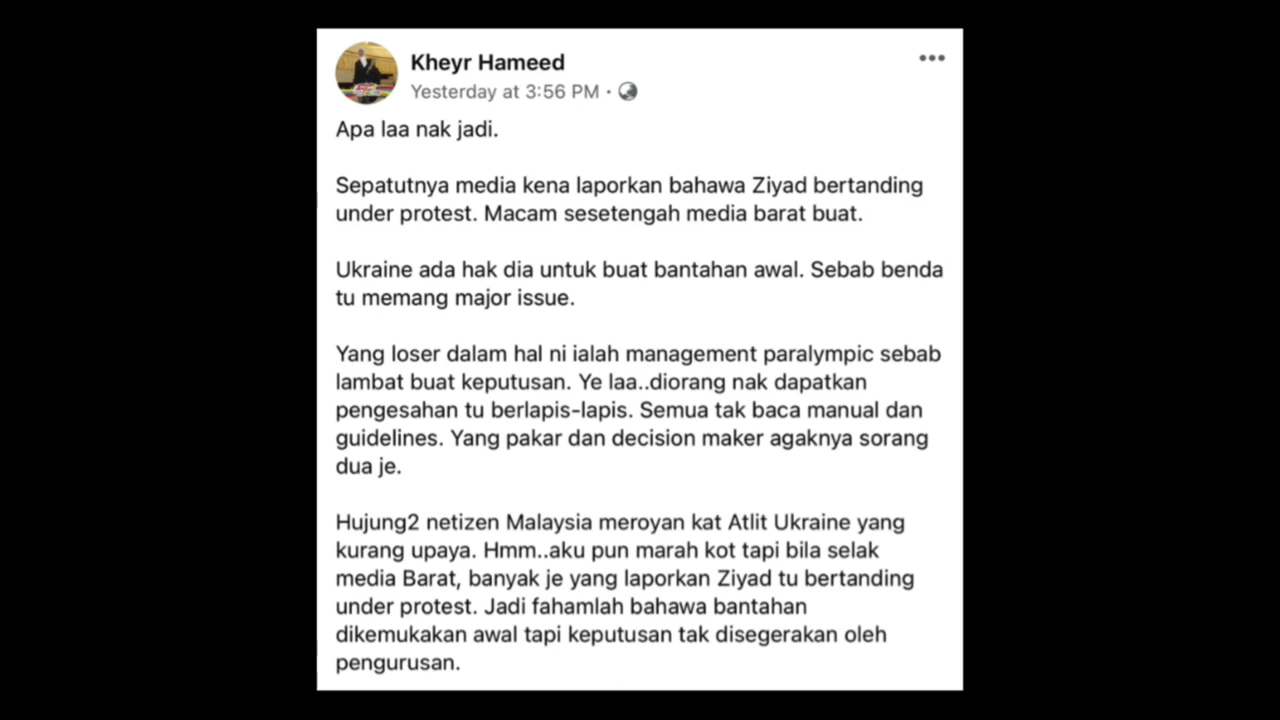 Kheyr Hameed
Yesterday at 3:56 PM ·
Apa laa nak jadi.
Sepatutnya media kena laporkan bahawa Ziyad bertanding
under protest. Macam sesetengah media barat buat.
Ukraine ada hak dia untuk buat bantahan awal. Sebab benda
tu memang major issue.
Yang loser dalam hal ni ialah management paralympic sebab
lambat buat keputusan. Ye laa..diorang nak dapatkan
pengesahan tu berlapis-lapis. Semua tak baca manual dan
guidelines. Yang pakar dan decision maker agaknya sorang
dua je.
Hujung2 netizen Malaysia meroyan kat Atlit Ukraine yang
kurang upaya. Hmm..aku pun marah kot tapi bila selak
media Barat, banyak je yang laporkan Ziyad tu bertanding
under protest. Jadi fahamlah bahawa bantahan
dikemukakan awal tapi keputusan tak disegerakan oleh
pengurusan.